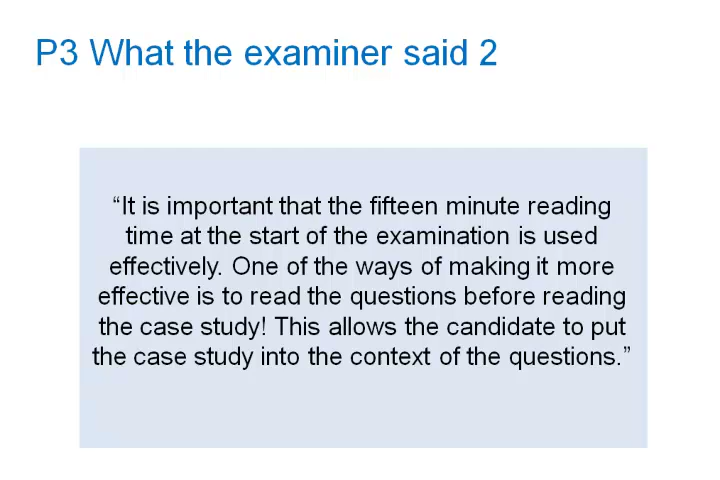 P3 What the examiner said 2
“It is important that the fifteen minute reading
time at the start of the examination is used
effectively. One of the ways of making it more
effective is to read the questions before reading
the case study! This allows the candidate to put
the case study into the context of the questions.”